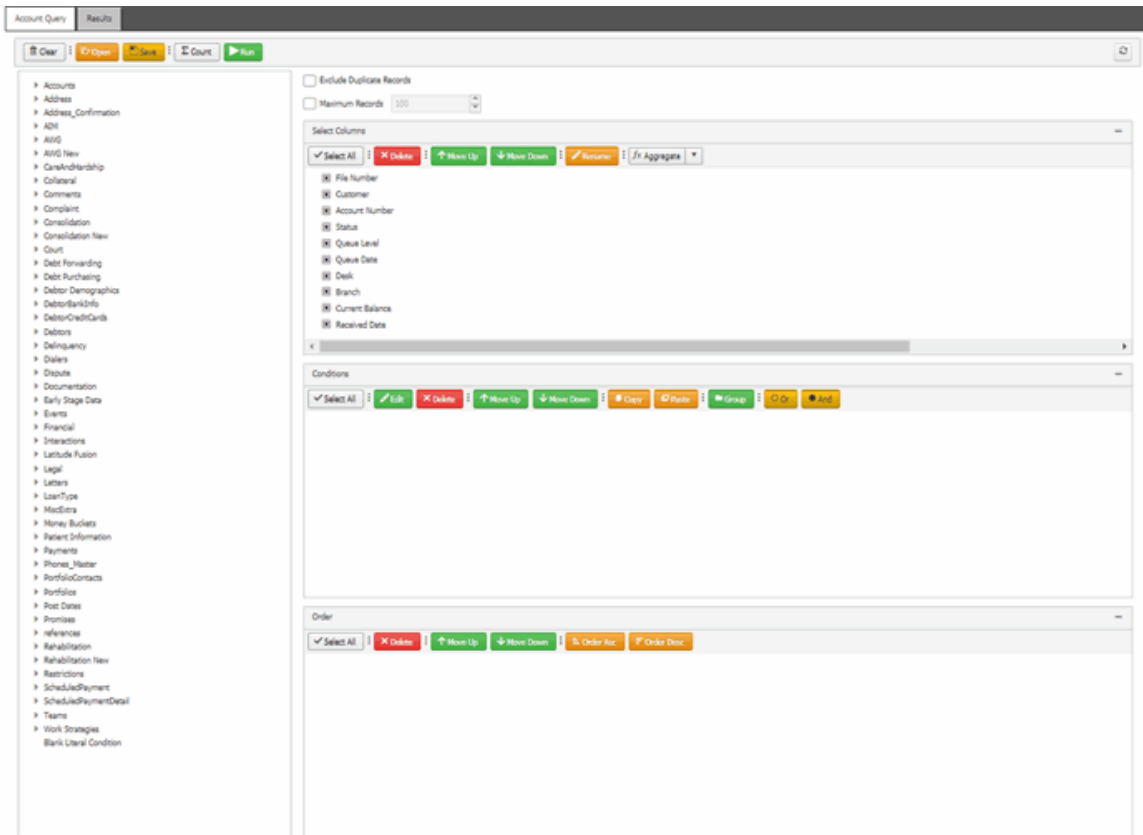 Account Query Results
Clear Open Save Count Run
Accounts
Address
Address_Confirmation
AIM
AWG
AWG New
CareAndHardship
Collateral
Comments
Complaint
Consolidation
Consolidation New
Court
Debt Forwarding
Debt Purchasing
Debtor Demographics
DebtorBankInfo
DebtorCreditCards
Debtors
Delinquency
Dialers
Dispute
Documentation
Early Stage Data
Events
Financial
Interactions
Latitude Fusion
Legal
Letters
LoanType
MiscExtra
Money Buckets
Patient Information
Payments
Phones_Master
PortfolioContacts
Portfolios
Post Dates
Promises
references
Rehabilitation
Rehabilitation New
Restrictions
ScheduledPayment
ScheduledPaymentDetail
Teams
Work Strategies
Blank Literal Condition
Exclude Duplicate Records
Maximum Records 100
Select Columns
Select All Delete Move Up Move Down Rename fx Aggregate
File Number
Customer
Account Number
Status
Queue Level
Queue Date
Desk
Branch
Current Balance
Received Date
Conditions
Select All Edit Delete Move Up Move Down Copy Paste Group Or And
Order
Select All Delete Move Up Move Down Order Asc Order Desc